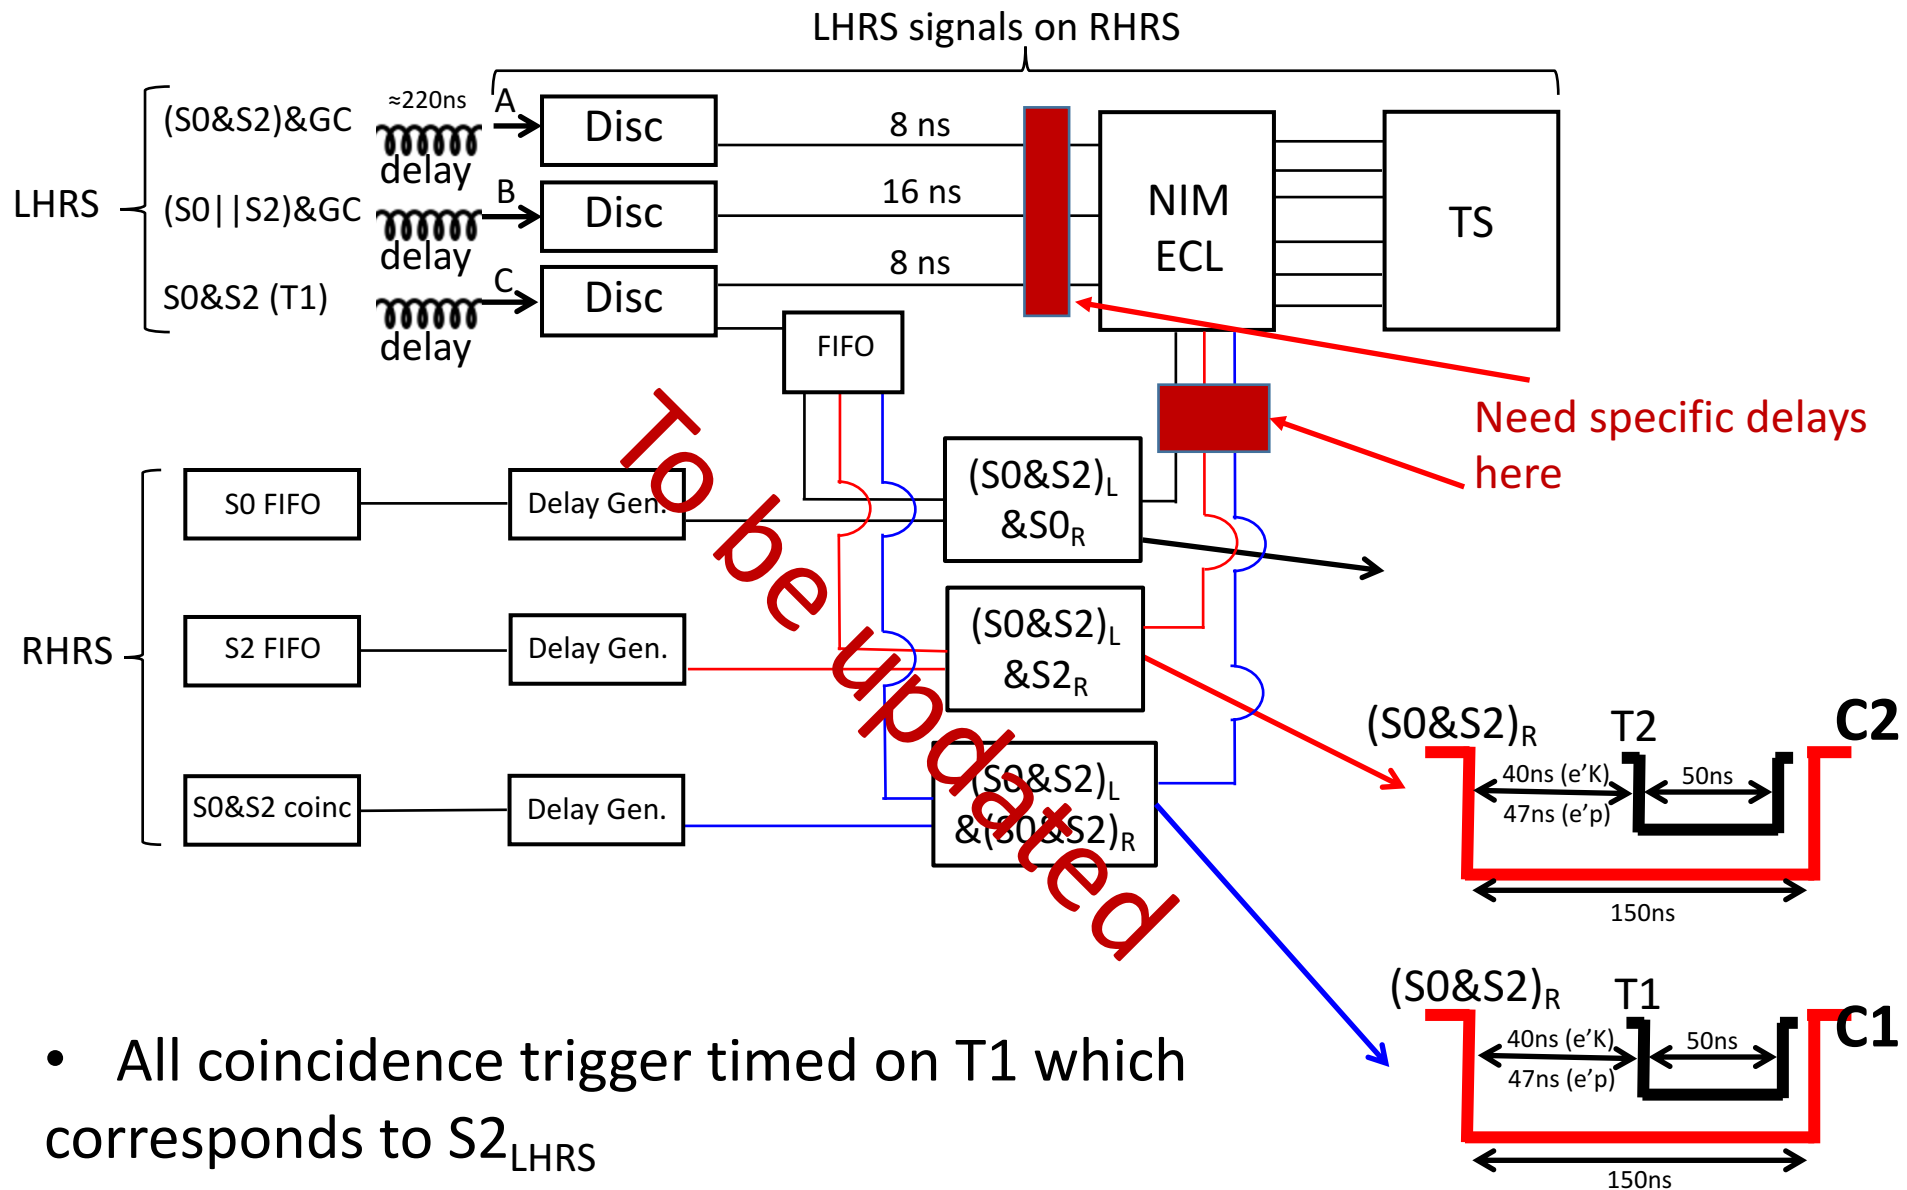 LHRS signals on RHRS
LHRS
(S0&S2)&GC
≈220ns
delay
A
Disc
8 ns
(S0||S2)&GC
delay
B
Disc
16 ns
S0&S2 (T1)
delay
C
Disc
8 ns
NIM
ECL
TS
FIFO
Need specific delays
here
To be updated
RHRS
S0 FIFO
Delay Gen.
(S0&S2)L
&S0R
S2 FIFO
Delay Gen.
(S0&S2)L
&S2R
S0&S2 coinc
Delay Gen.
(S0&S2)L
&(S0&S2)R
(S0&S2)R
T2
C2
40ns (e’K)
47ns (e’p)
50ns
150ns
(S0&S2)R
T1
C1
40ns (e’K)
47ns (e’p)
50ns
150ns
• All coincidence trigger timed on T1 which
corresponds to S2LHRS